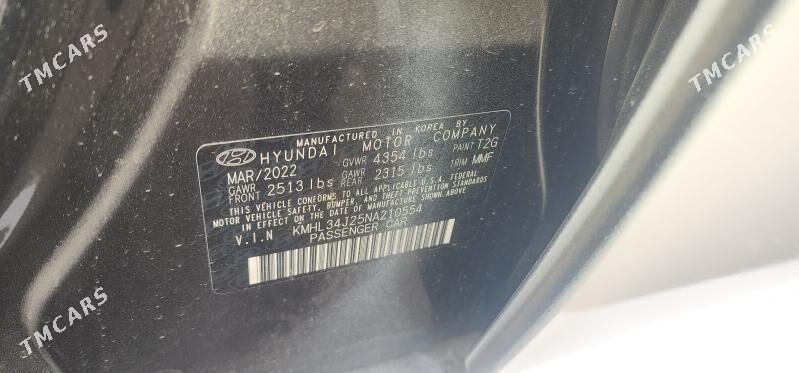 TMCARS
TMCARS
MANUFACTURED IN KOREA BY
HYUNDAI MOTOR COMPANY
MAR/2022 GVWR 4354 lbs PAINT T2G
GAWR FRONT 2513 lbs GAWR REAR 2315 lbs TRIM MMF
THIS VEHICLE CONFORMS TO ALL APPLICABLE U.S.A. FEDERAL
MOTOR VEHICLE SAFETY, BUMPER, AND THEFT PREVENTION STANDARDS
IN EFFECT ON THE DATE OF MANUFACTURE SHOWN ABOVE.
V.I.N KMHL34J25NA210554
PASSENGER CAR
TMCARS